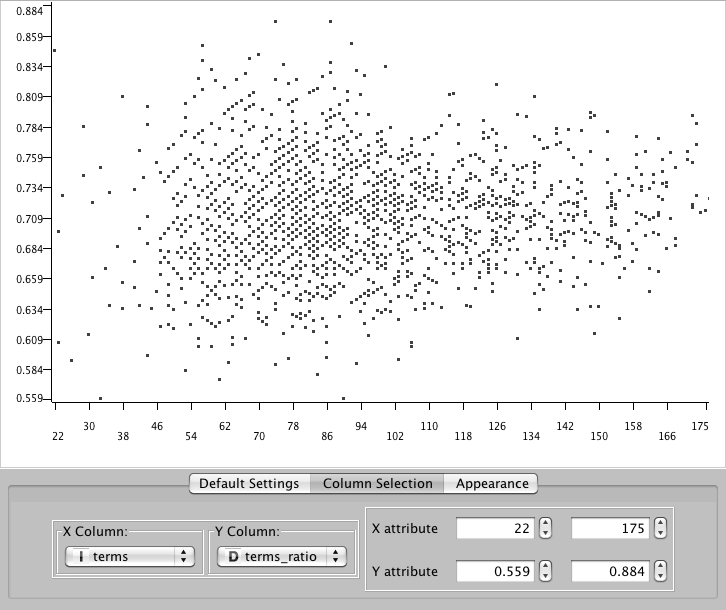 0.884
0.859
0.834
0.809
0.784
0.759
0.734
0.709
0.684
0.659
0.634
0.609
0.584
0.559
22 30 38 46 54 62 70 78 86 94 102 110 118 126 134 142 150 158 166 175
Default Settings Column Selection Appearance
X Column: Y Column:
I terms D terms_ratio
X attribute 22 175
Y attribute 0.559 0.884